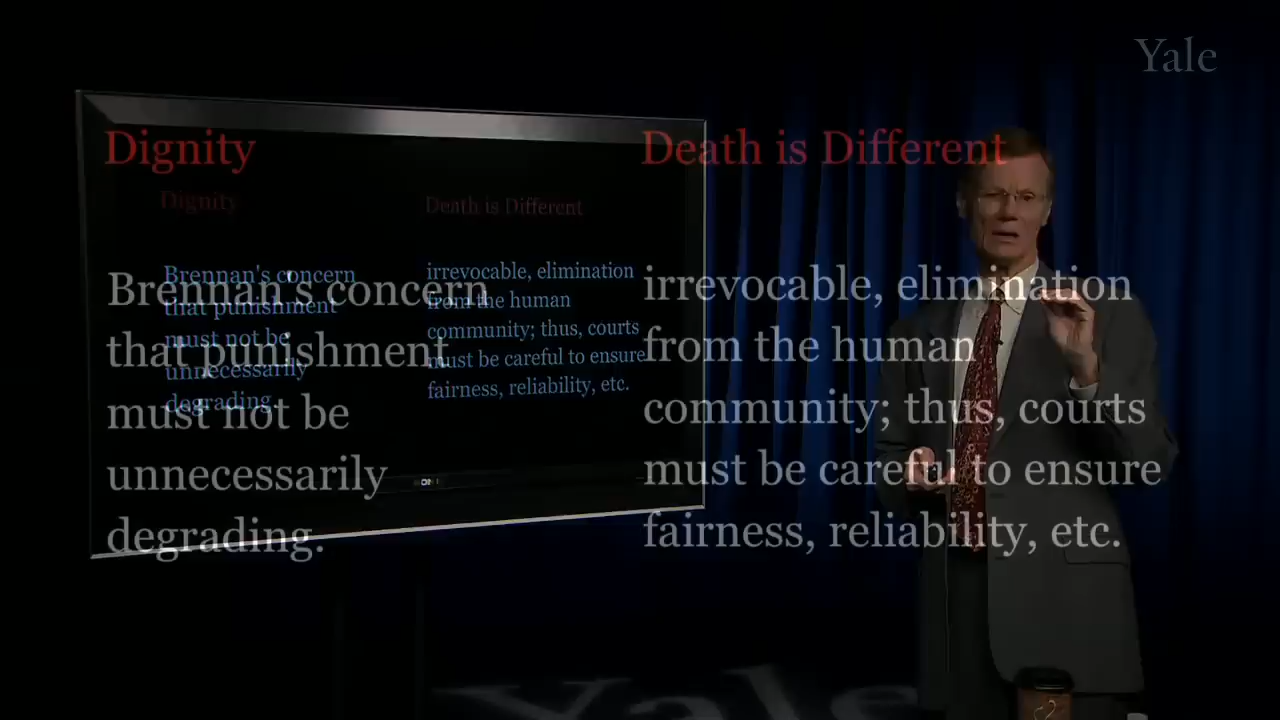 Yale
Dignity
Brennan's concern
that punishment
must not be
unnecessarily
degrading.
Death is Different
irrevocable, elimination
from the human
community; thus, courts
must be careful to ensure
fairness, reliability, etc.
Dignity
Brennan's concern
that punishment
must not be
unnecessarily
degrading.
Death is Different
irrevocable, elimination
from the human
community; thus, courts
must be careful to ensure
fairness, reliability, etc.
Yale